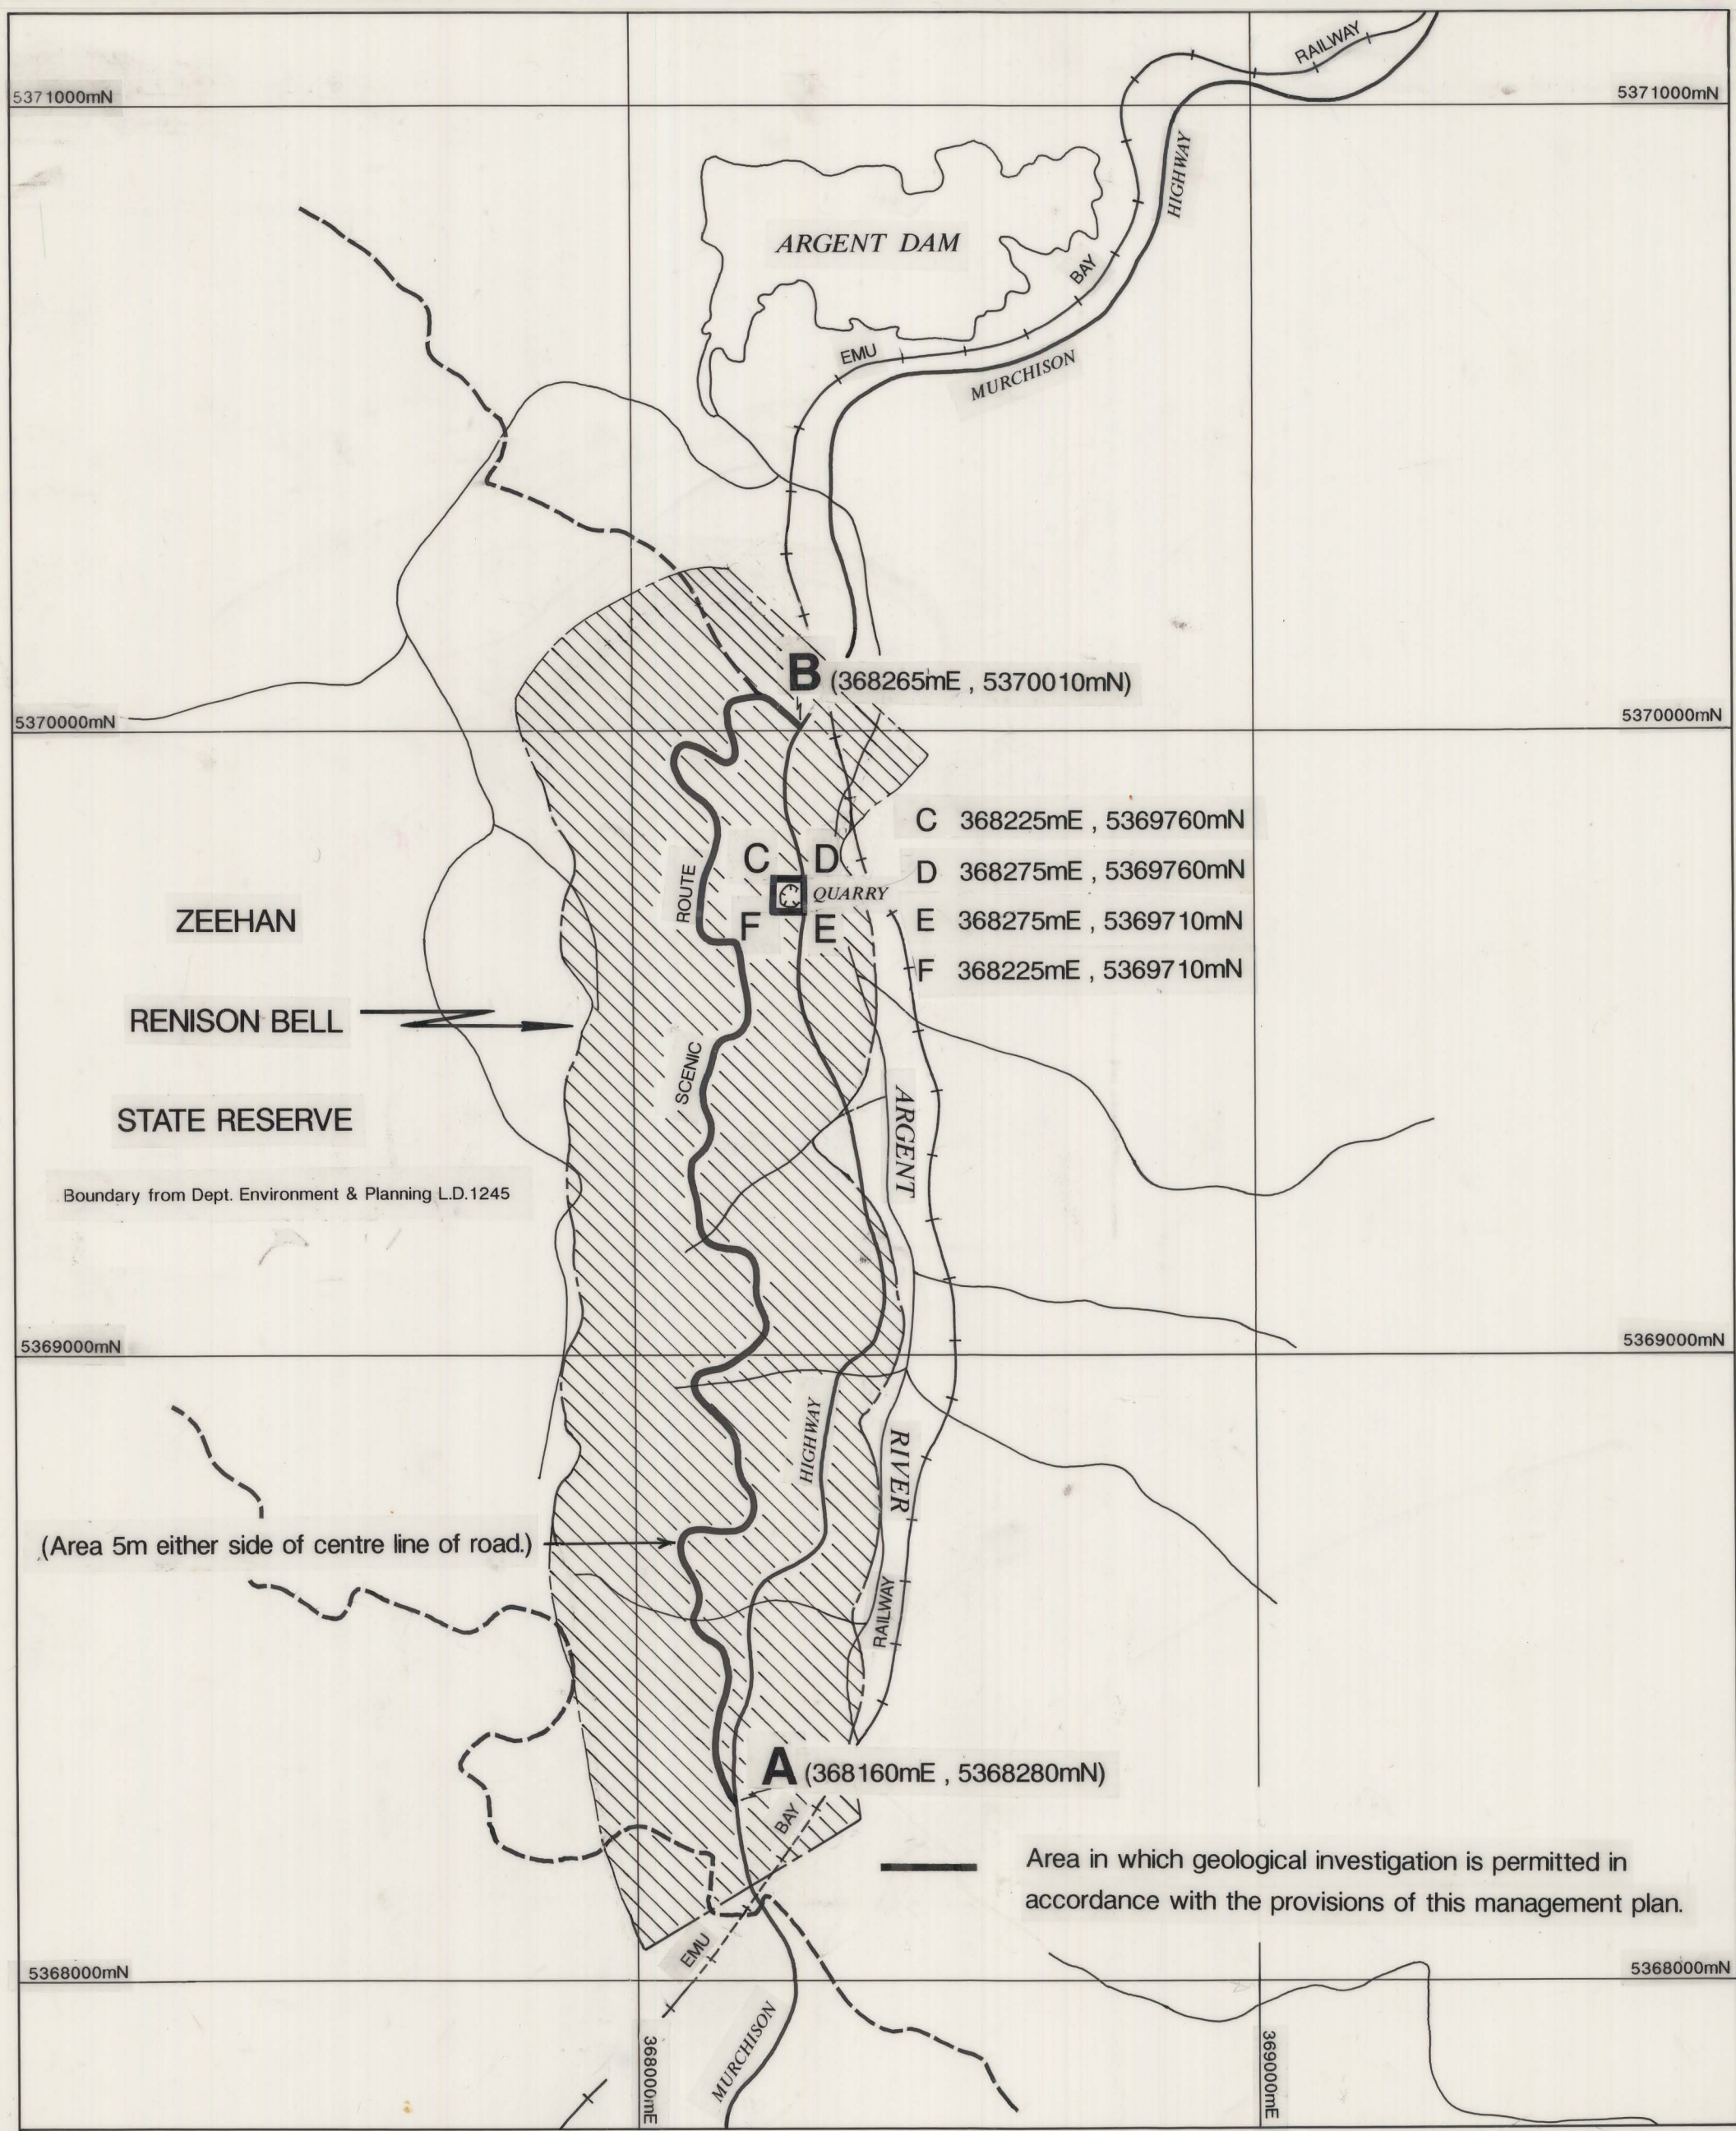 RAILWAY
5371000mN
5371000mN
HIGHWAY
ARGENT DAM
BAY
EMU
MURCHISON
B (368265mE , 5370010mN)
5370000mN
5370000mN
C 368225mE , 5369760mN
C D
ROUTE
D 368275mE , 5369760mN
QUARRY
ZEEHAN
F E
E 368275mE , 5369710mN
F 368225mE , 5369710mN
RENISON BELL
SCENIC
STATE RESERVE
ARGENT
Boundary from Dept. Environment & Planning L.D.1245
5369000mN
5369000mN
HIGHWAY
RIVER
(Area 5m either side of centre line of road.)
RAILWAY
A (368160mE , 5368280mN)
BAY
Area in which geological investigation is permitted in
accordance with the provisions of this management plan.
EMU
5368000mN
5368000mN
MURCHISON
368000mE
369000mE